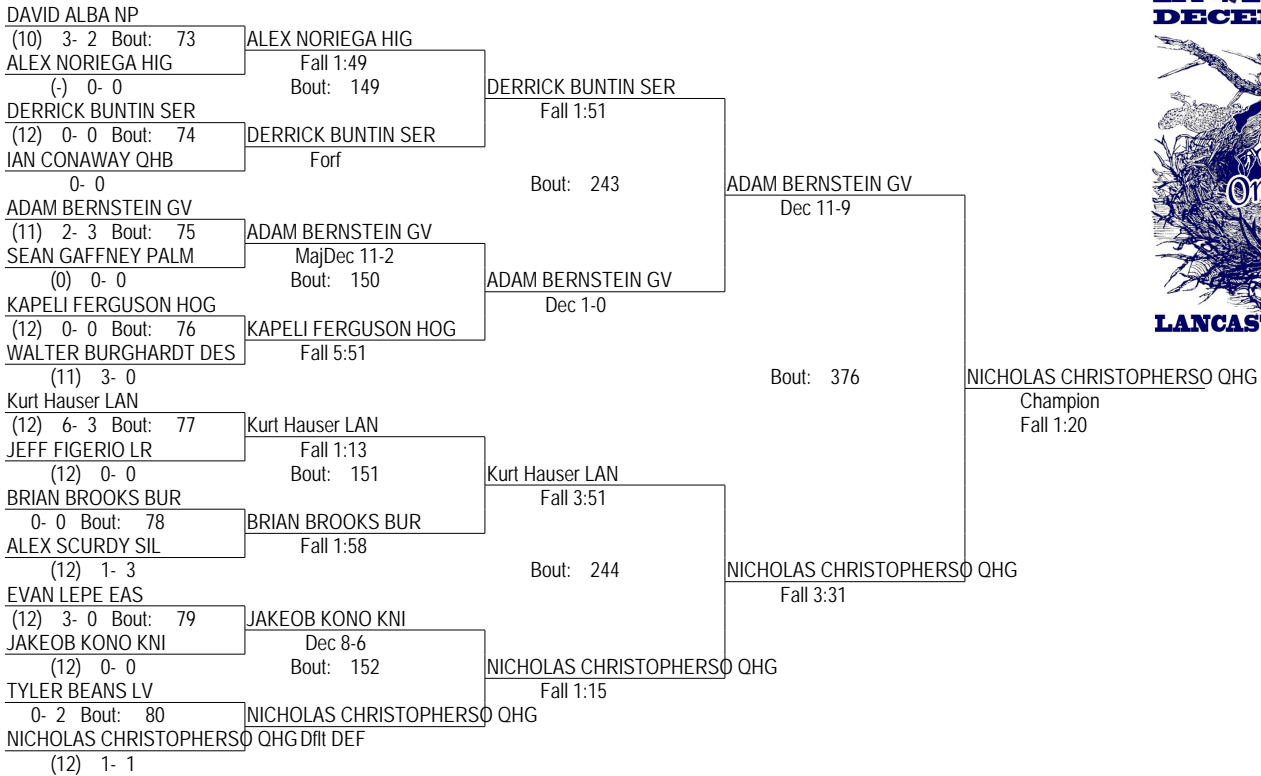 DAVID ALBA NP
(10) 3- 2 Bout: 73
ALEX NORIEGA HIG
(-) 0- 0
DERRICK BUNTIN SER
(12) 0- 0 Bout: 74
IAN CONAWAY QHB
0- 0
ADAM BERNSTEIN GV
(11) 2- 3 Bout: 75
SEAN GAFFNEY PALM
(0) 0- 0
KAPELI FERGUSON HOG
(12) 0- 0 Bout: 76
WALTER BURGHARDT DES
(11) 3- 0
Kurt Hauser LAN
(12) 6- 3 Bout: 77
JEFF FIGERIO LR
(12) 0- 0
BRIAN BROOKS BUR
0- 0 Bout: 78
ALEX SCURDY SIL
(12) 1- 3
EVAN LEPE EAS
(12) 3- 0 Bout: 79
JAKEOB KONO KNI
(12) 0- 0
TYLER BEANS LV
0- 2 Bout: 80
NICHOLAS CHRISTOPHERSO QHG
(12) 1- 1
ALEX NORIEGA HIG
Fall 1:49
Bout: 149
DERRICK BUNTIN SER
Forf
ADAM BERNSTEIN GV
MajDec 11-2
Bout: 150
KAPELI FERGUSON HOG
Fall 5:51
Kurt Hauser LAN
Fall 1:13
Bout: 151
BRIAN BROOKS BUR
Fall 1:58
JAKEOB KONO KNI
Dec 8-6
Bout: 152
NICHOLAS CHRISTOPHERSO QHG
Dflt DEF
DERRICK BUNTIN SER
Fall 1:51
Bout: 243
ADAM BERNSTEIN GV
Dec 1-0
Kurt Hauser LAN
Fall 3:51
Bout: 244
NICHOLAS CHRISTOPHERSO QHG
Fall 1:15
ADAM BERNSTEIN GV
Dec 11-9
Bout: 376
NICHOLAS CHRISTOPHERSO QHG
Fall 3:31
NICHOLAS CHRISTOPHERSO QHG
Champion
Fall 1:20
DECE
LANCAS